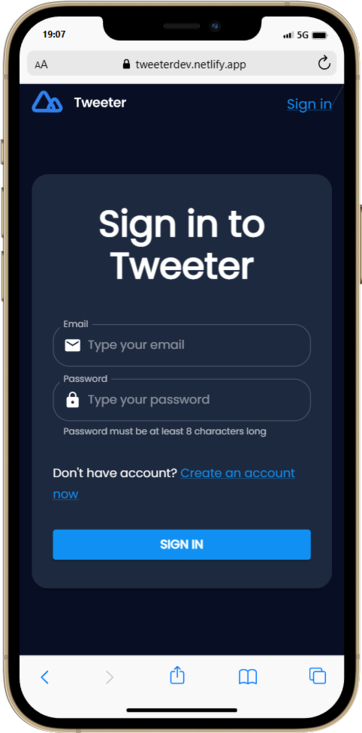 19:07
5G
AA
tweeterdev.netlify.app
Tweeter
Sign in
Sign in to
Tweeter
Email
Type your email
Password
Type your password
Password must be at least 8 characters long
Don't have account? Create an account
now
SIGN IN